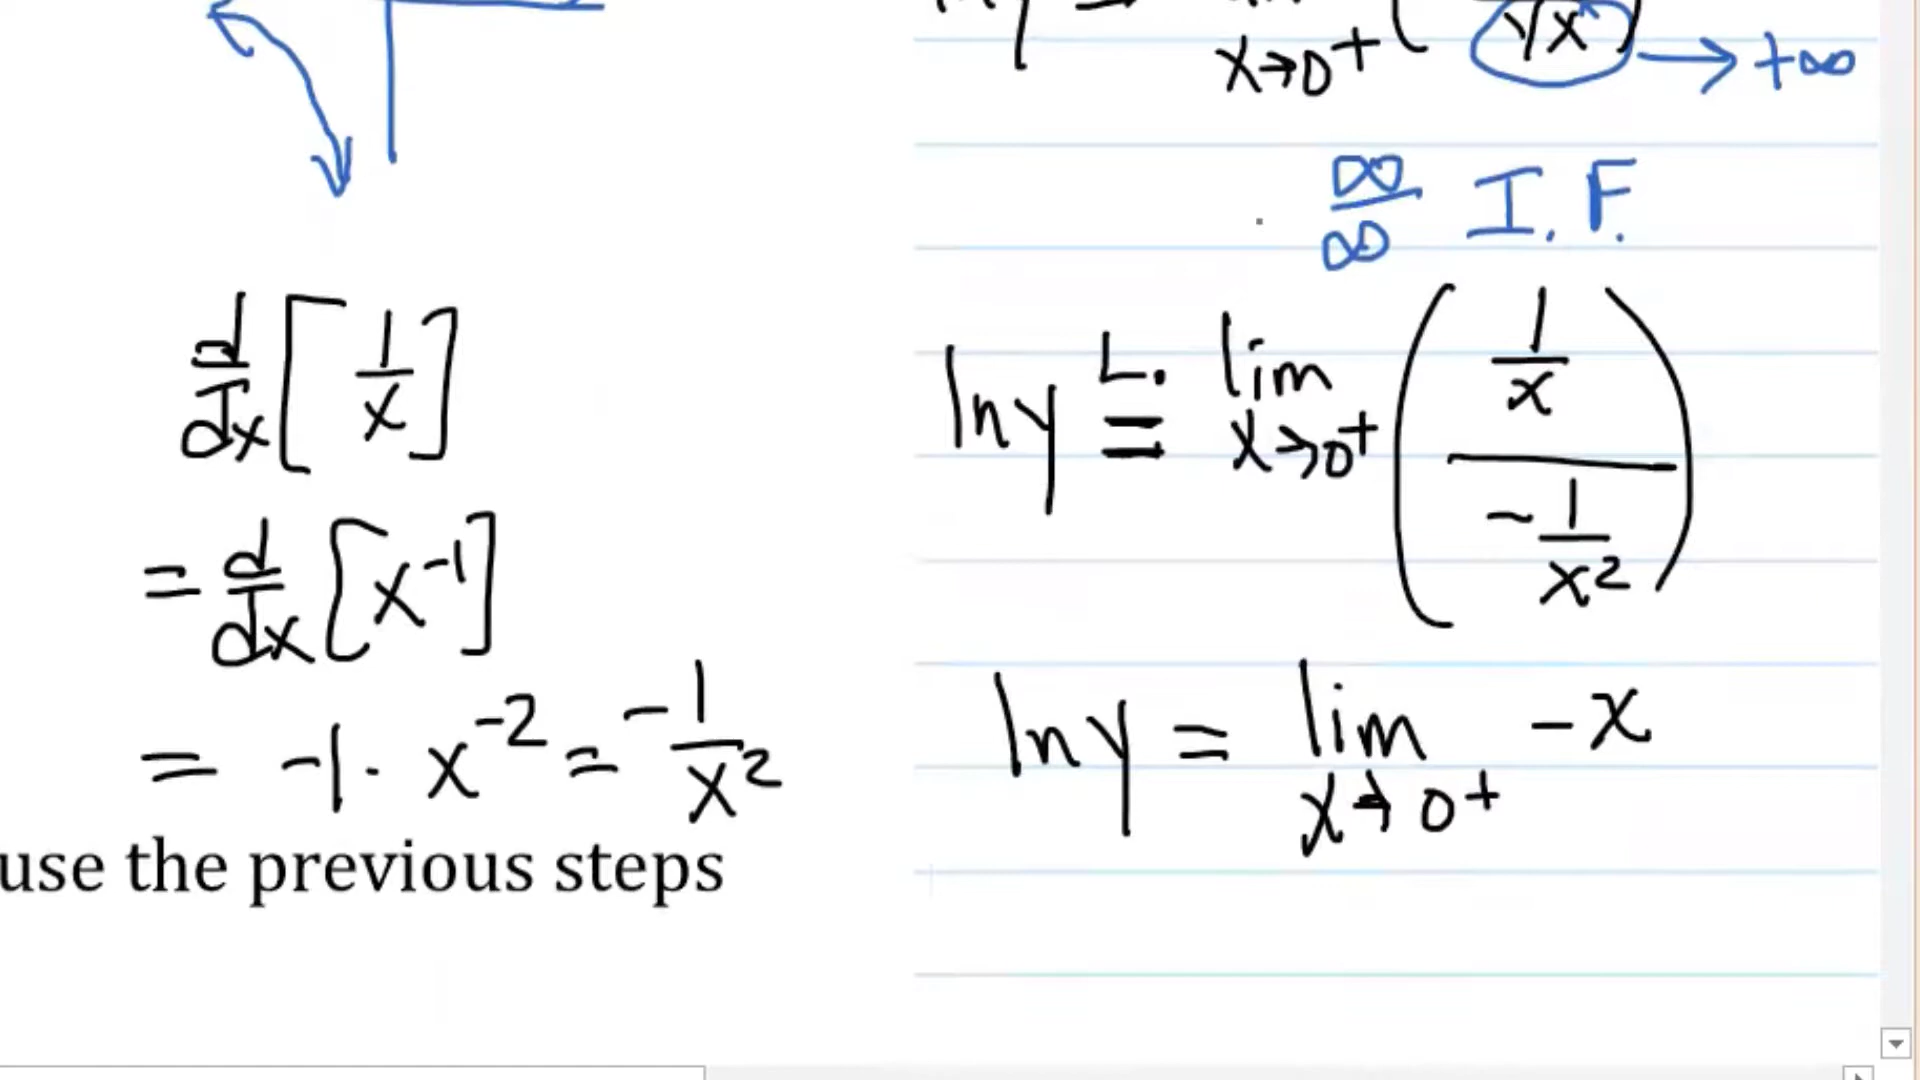 d/dx [1/x]
= d/dx [x⁻¹]
= -1 · x⁻² = -1/x²
use the previous steps
x→0⁺ ( 1/x ) → +∞
∞/∞ I.F.
ln y L.= lim x→0⁺ ( (1/x) / (-1/x²) )
ln y = lim x→0⁺ -x